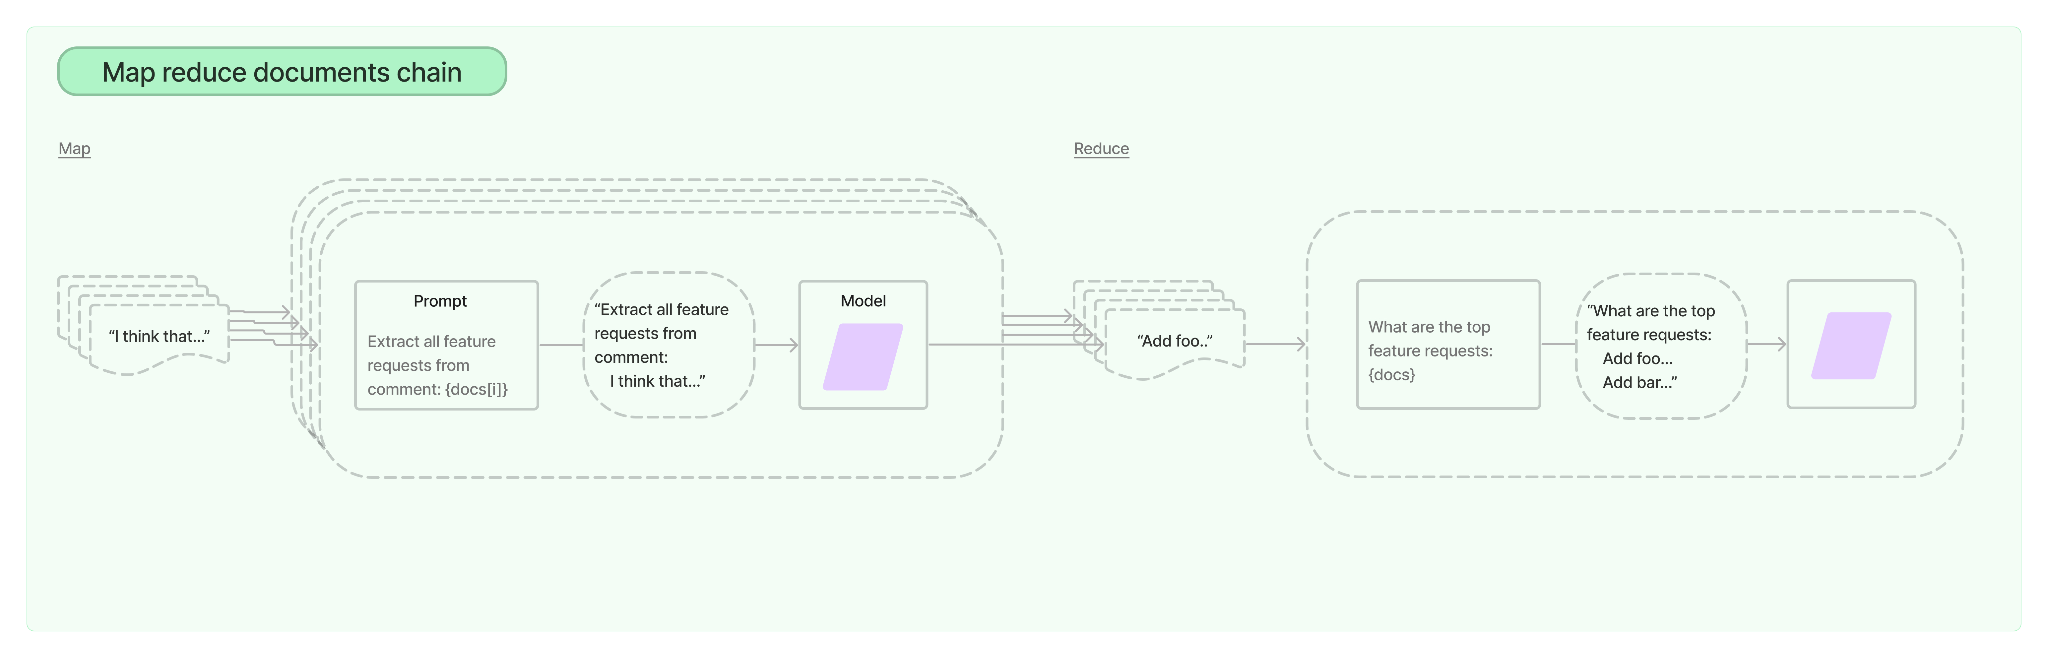 Map reduce documents chain
Map
Reduce
“I think that...”
Prompt
Extract all feature
requests from
comment: {docs[i]}
“Extract all feature
requests from
comment:
I think that...”
Model
“Add foo..”
What are the top
feature requests:
{docs}
“What are the top
feature requests:
Add foo...
Add bar...”